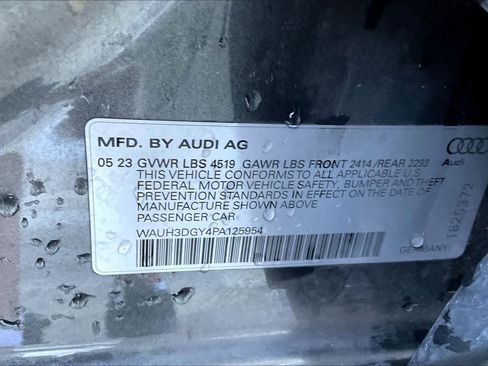 MFD. BY AUDI AG
05 23 GVWR LBS 4519 GAWR LBS FRONT 2414 /REAR 2293
THIS VEHICLE CONFORMS TO ALL APPLICABLE U.S.
FEDERAL MOTOR VEHICLE SAFETY, BUMPER AND THEFT
PREVENTION STANDARDS IN EFFECT ON THE DATE OF
MANUFACTURE SHOWN ABOVE
PASSENGER CAR
WAUH3DGY4PA125954
Audi
GERMANY
1825372